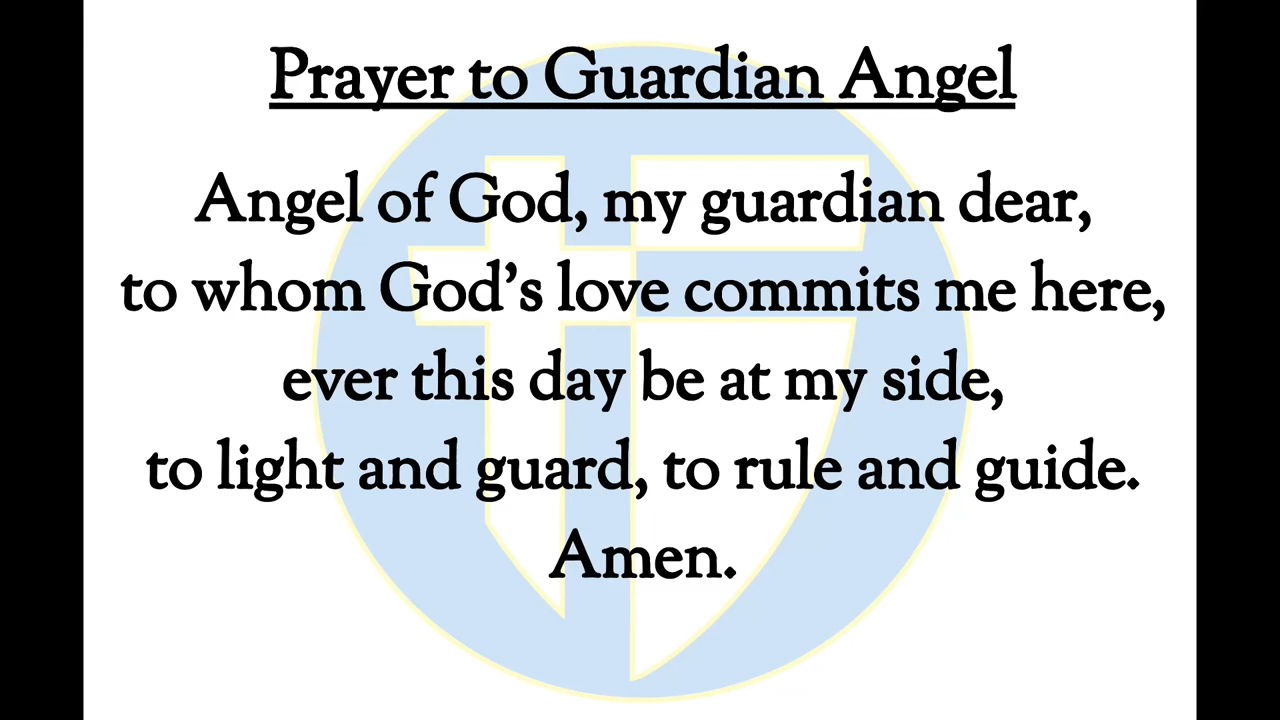 Prayer to Guardian Angel
Angel of God, my guardian dear,
to whom God’s love commits me here,
ever this day be at my side,
to light and guard, to rule and guide.
Amen.